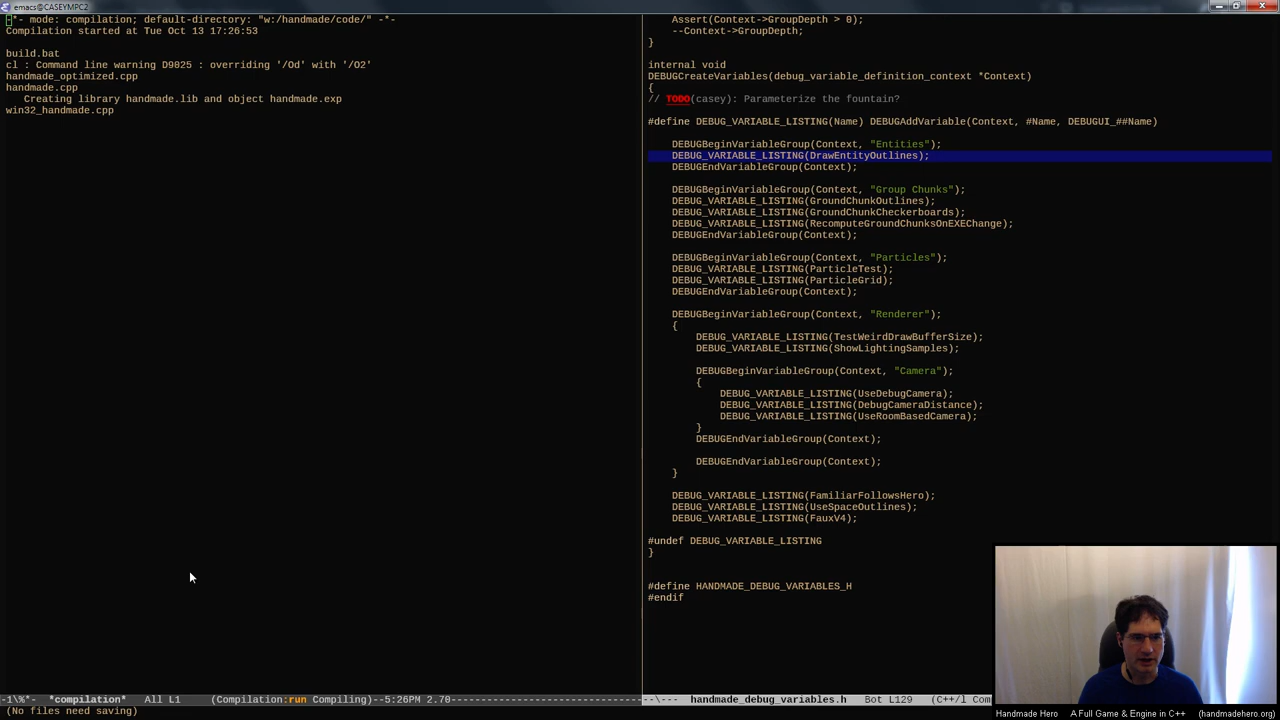 emacs@CASEYMPC2
-*- mode: compilation; default-directory: "w:/handmade/code/" -*-
Compilation started at Tue Oct 13 17:26:53
build.bat
cl : Command line warning D9025 : overriding '/Od' with '/O2'
handmade_optimized.cpp
handmade.cpp
Creating library handmade.lib and object handmade.exp
win32_handmade.cpp
-1\%*- *compilation* All L1 (Compilation:run Compiling)--5:26PM 2.70
(No files need saving)
Assert(Context->GroupDepth > 0);
--Context->GroupDepth;
}
internal void
DEBUGCreateVariables(debug_variable_definition_context *Context)
{
// TODO(casey): Parameterize the fountain?
#define DEBUG_VARIABLE_LISTING(Name) DEBUGAddVariable(Context, #Name, DEBUGUI_##Name)
DEBUGBeginVariableGroup(Context, "Entities");
DEBUG_VARIABLE_LISTING(DrawEntityOutlines);
DEBUGEndVariableGroup(Context);
DEBUGBeginVariableGroup(Context, "Group Chunks");
DEBUG_VARIABLE_LISTING(GroundChunkOutlines);
DEBUG_VARIABLE_LISTING(GroundChunkCheckerboards);
DEBUG_VARIABLE_LISTING(RecomputeGroundChunksOnEXEChange);
DEBUGEndVariableGroup(Context);
DEBUGBeginVariableGroup(Context, "Particles");
DEBUG_VARIABLE_LISTING(ParticleTest);
DEBUG_VARIABLE_LISTING(ParticleGrid);
DEBUGEndVariableGroup(Context);
DEBUGBeginVariableGroup(Context, "Renderer");
{
DEBUG_VARIABLE_LISTING(TestWeirdDrawBufferSize);
DEBUG_VARIABLE_LISTING(ShowLightingSamples);
DEBUGBeginVariableGroup(Context, "Camera");
{
DEBUG_VARIABLE_LISTING(UseDebugCamera);
DEBUG_VARIABLE_LISTING(DebugCameraDistance);
DEBUG_VARIABLE_LISTING(UseRoomBasedCamera);
}
DEBUGEndVariableGroup(Context);
DEBUGEndVariableGroup(Context);
}
DEBUG_VARIABLE_LISTING(FamiliarFollowsHero);
DEBUG_VARIABLE_LISTING(UseSpaceOutlines);
DEBUG_VARIABLE_LISTING(FauxV4);
#undef DEBUG_VARIABLE_LISTING
}
#define HANDMADE_DEBUG_VARIABLES_H
#endif
--\--- handmade_debug_variables.h Bot L129 (C++/l Com
Handmade Hero A Full Game & Engine in C++ (handmadehero.org)